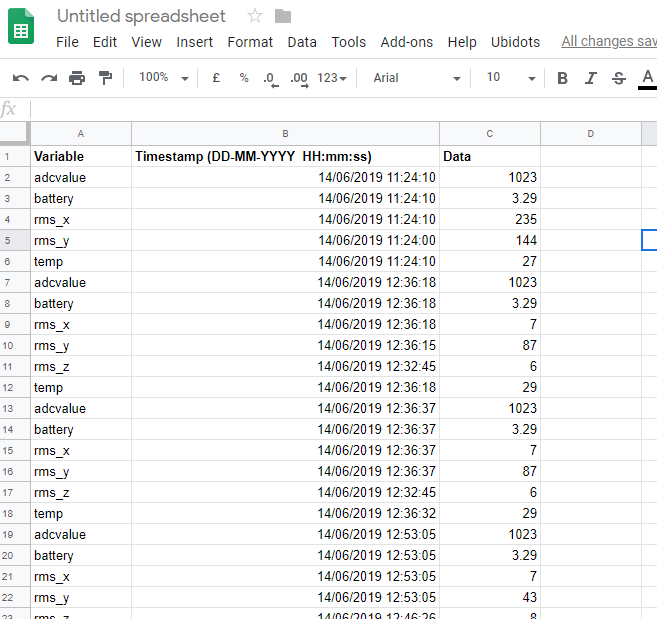 Untitled spreadsheet
File Edit View Insert Format Data Tools Add-ons Help Ubidots All changes sav
100% £ % .0 .00 123 Arial 10 B I S A
fx
A B C D
1 Variable Timestamp (DD-MM-YYYY HH:mm:ss) Data
2 adcvalue 14/06/2019 11:24:10 1023
3 battery 14/06/2019 11:24:10 3.29
4 rms_x 14/06/2019 11:24:10 235
5 rms_y 14/06/2019 11:24:00 144
6 temp 14/06/2019 11:24:10 27
7 adcvalue 14/06/2019 12:36:18 1023
8 battery 14/06/2019 12:36:18 3.29
9 rms_x 14/06/2019 12:36:18 7
10 rms_y 14/06/2019 12:36:15 87
11 rms_z 14/06/2019 12:32:45 6
12 temp 14/06/2019 12:36:18 29
13 adcvalue 14/06/2019 12:36:37 1023
14 battery 14/06/2019 12:36:37 3.29
15 rms_x 14/06/2019 12:36:37 7
16 rms_y 14/06/2019 12:36:37 87
17 rms_z 14/06/2019 12:32:45 6
18 temp 14/06/2019 12:36:32 29
19 adcvalue 14/06/2019 12:53:05 1023
20 battery 14/06/2019 12:53:05 3.29
21 rms_x 14/06/2019 12:53:05 7
22 rms_y 14/06/2019 12:53:05 43
23 rms_z 14/06/2019 12:46:26 8